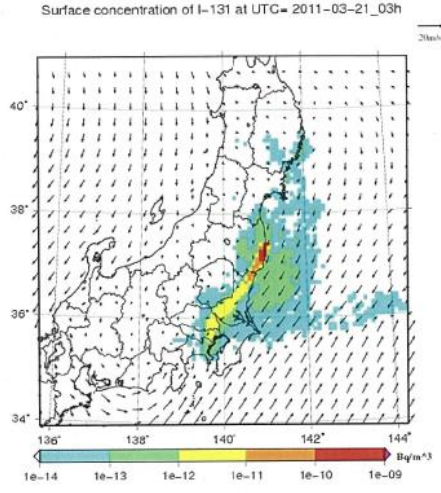 Surface concentration of I-131 at UTC= 2011-03-21_03h
20m/s
40°
38°
36°
34°
136°
138°
140°
142°
144°
Bq/m^3
1e-14 1e-13 1e-12 1e-11 1e-10 1e-09